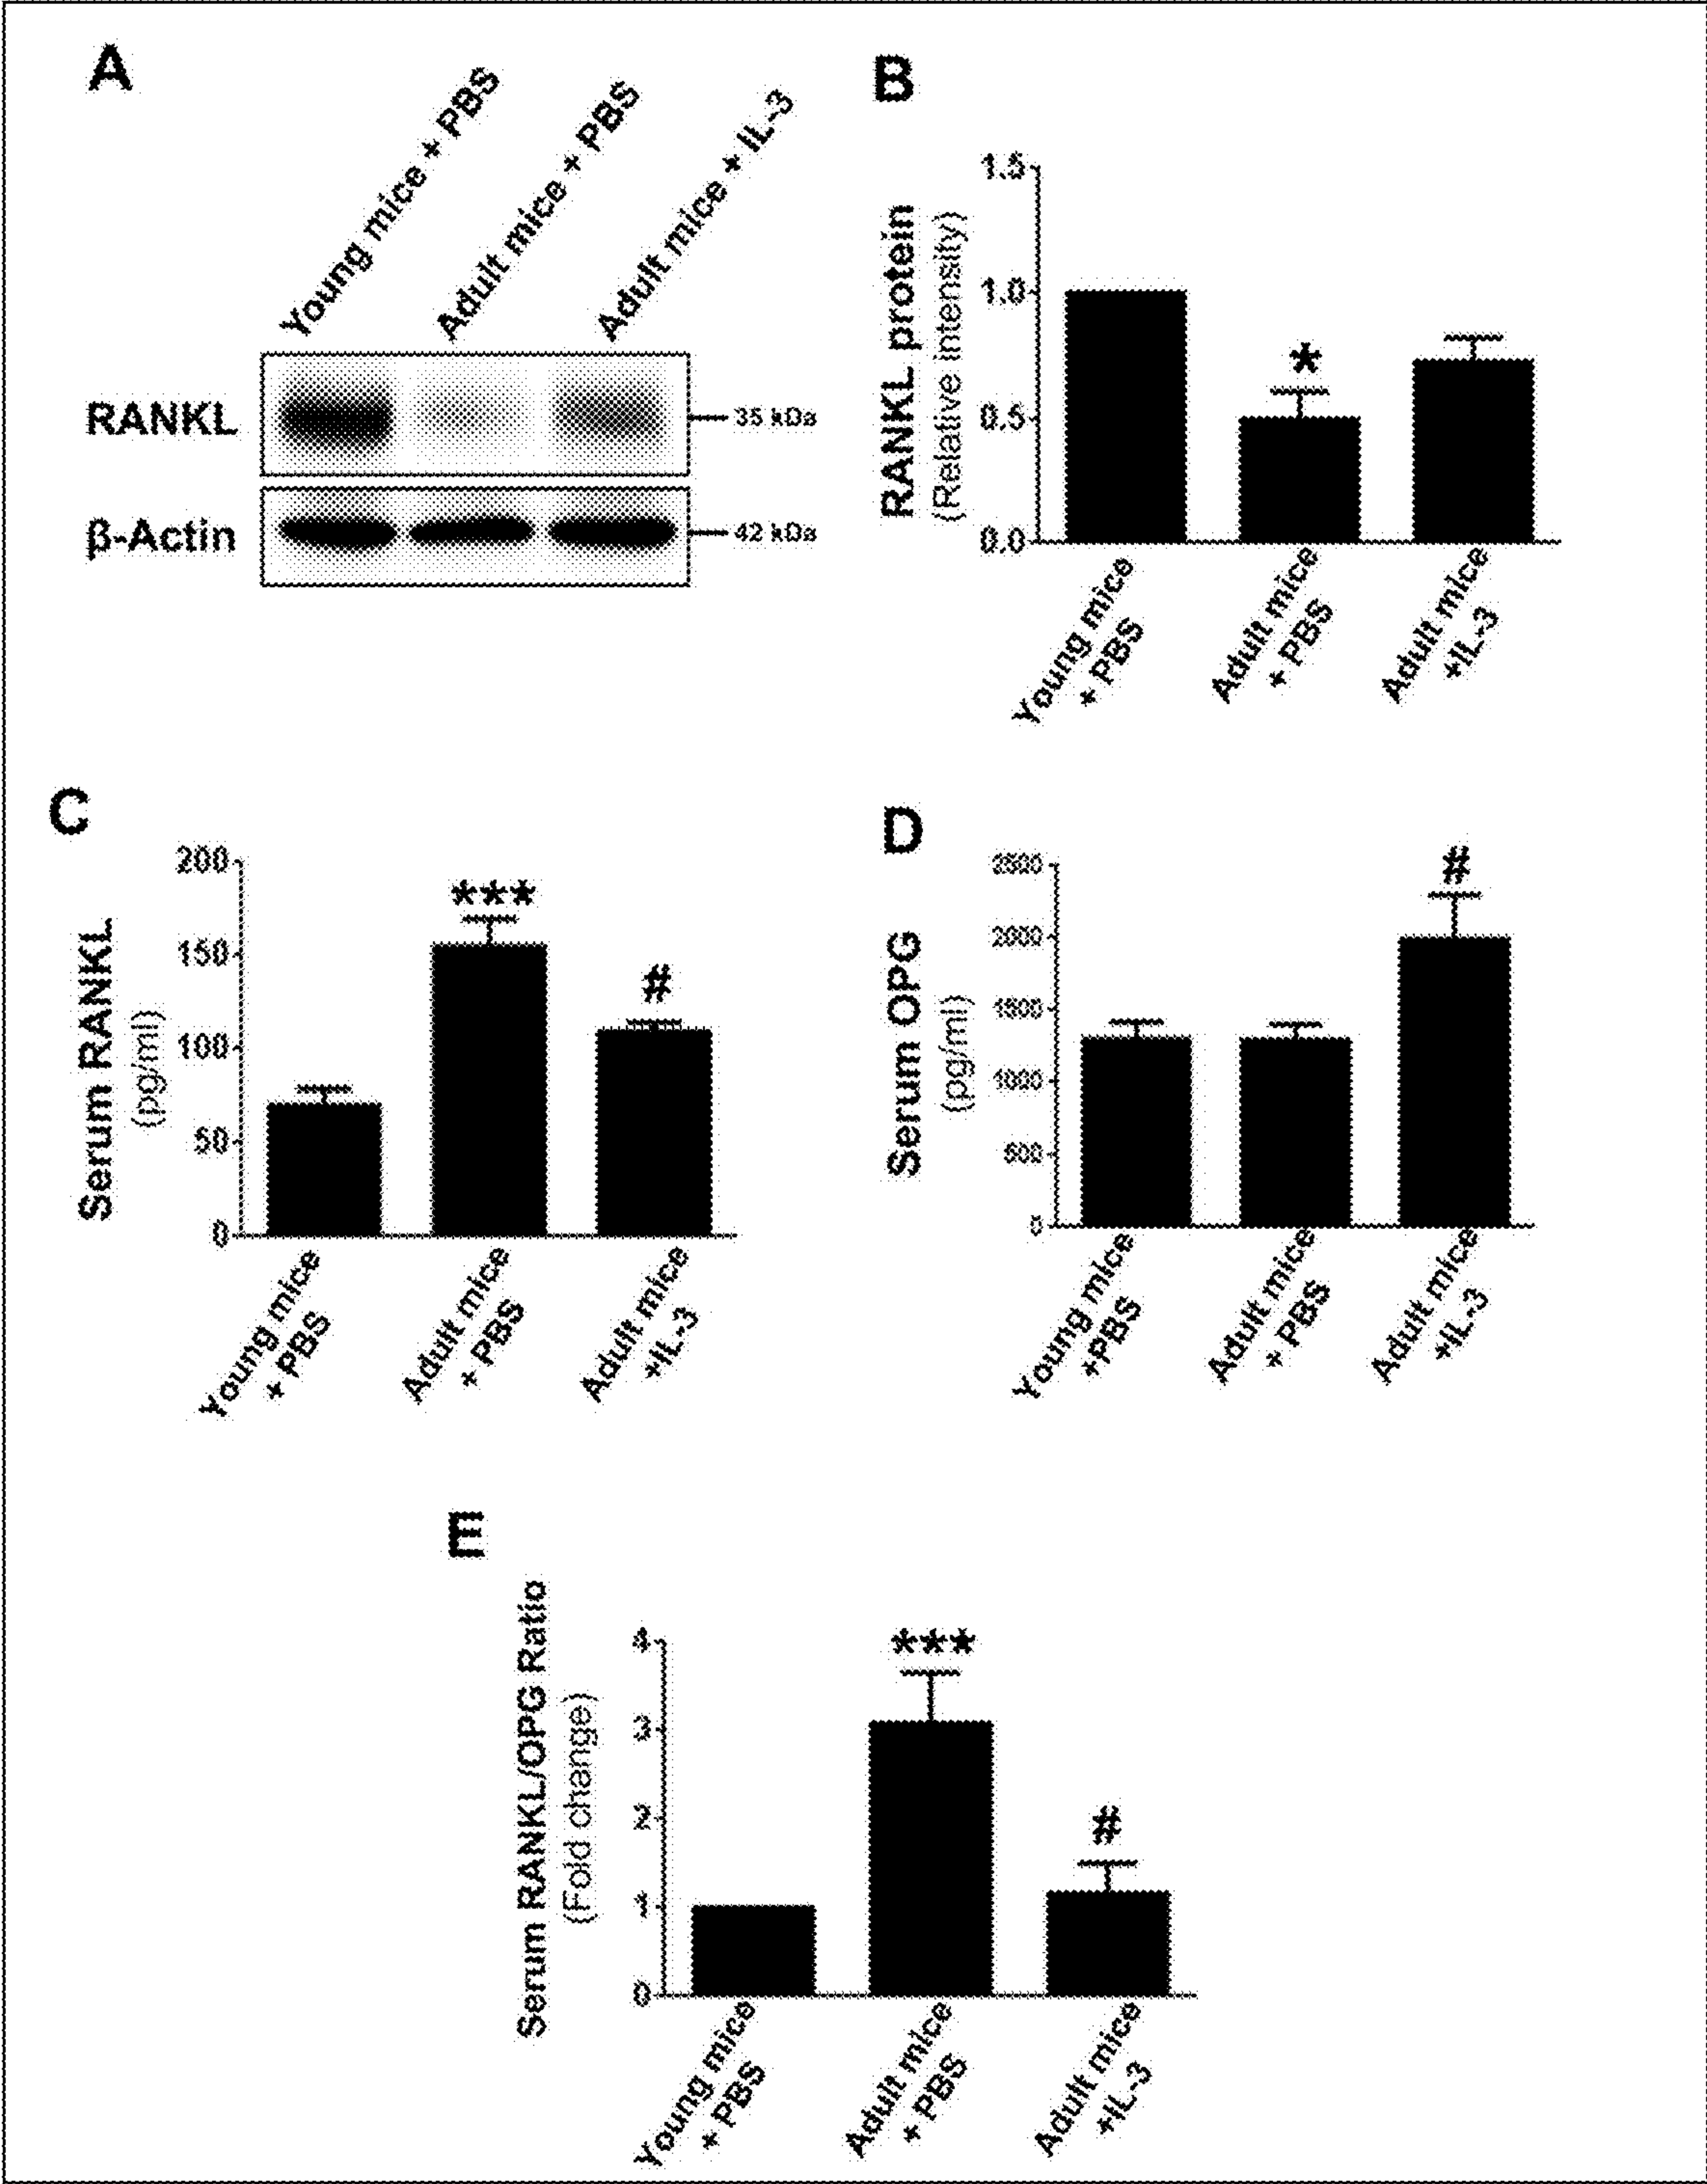 A
Young mice + PBS
Adult mice + PBS
Adult mice + IL-3
RANKL
35 kDa
β-Actin
42 kDa
B
RANKL protein
(Relative intensity)
1.5
1.0
0.5
0.0
*
Young mice
+ PBS
Adult mice
+ PBS
Adult mice
+IL-3
C
Serum RANKL
(pg/ml)
200
150
100
50
0
***
#
Young mice
+ PBS
Adult mice
+ PBS
Adult mice
+IL-3
D
Serum OPG
(pg/ml)
2500
2000
1500
1000
500
0
#
Young mice
+PBS
Adult mice
+ PBS
Adult mice
+IL-3
E
Serum RANKL/OPG Ratio
(Fold change)
4
3
2
1
0
***
#
Young mice
+ PBS
Adult mice
+ PBS
Adult mice
+IL-3